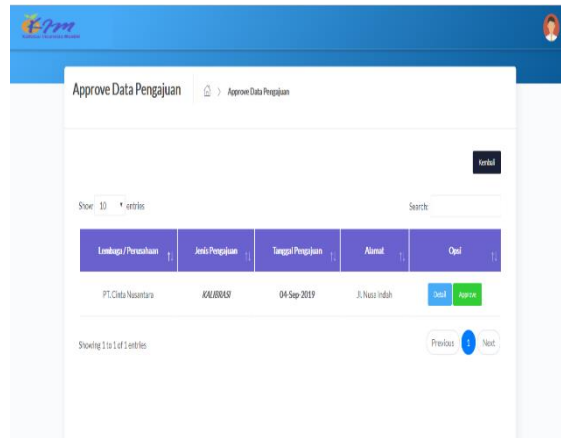 Approve Data Pengajuan
> Approve Data Pengajuan
Kembali
Show 10 entries
Search:
Lembaga / Perusahaan Jenis Pengajuan Tanggal Pengajuan Alamat Opsi
PT.Cinta Nusantara KALIBRASI 04-Sep-2019 Jl. Nusa Indah Detail Approve
Showing 1 to 1 of 1 entries
Previous 1 Next